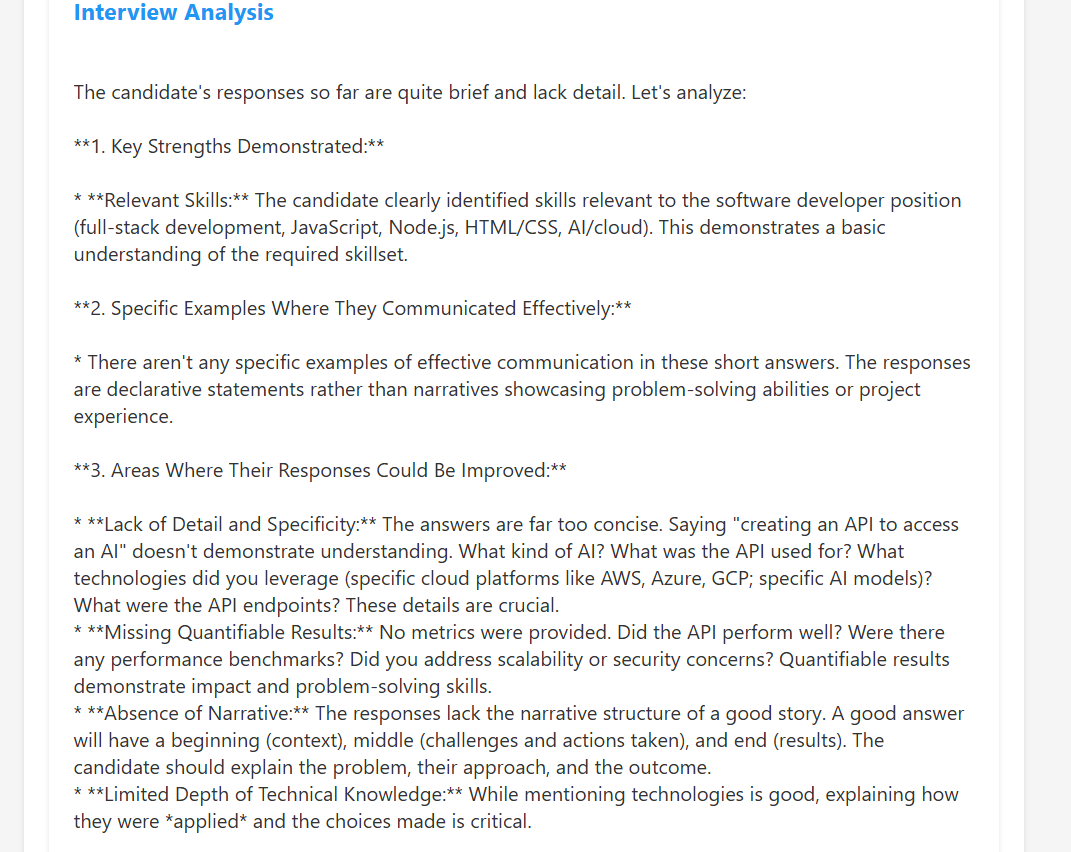 Interview Analysis
The candidate's responses so far are quite brief and lack detail. Let's analyze:
**1. Key Strengths Demonstrated:**
* **Relevant Skills:** The candidate clearly identified skills relevant to the software developer position
(full-stack development, JavaScript, Node.js, HTML/CSS, AI/cloud). This demonstrates a basic
understanding of the required skillset.
**2. Specific Examples Where They Communicated Effectively:**
* There aren't any specific examples of effective communication in these short answers. The responses
are declarative statements rather than narratives showcasing problem-solving abilities or project
experience.
**3. Areas Where Their Responses Could Be Improved:**
* **Lack of Detail and Specificity:** The answers are far too concise. Saying "creating an API to access
an AI" doesn't demonstrate understanding. What kind of AI? What was the API used for? What
technologies did you leverage (specific cloud platforms like AWS, Azure, GCP; specific AI models)?
What were the API endpoints? These details are crucial.
* **Missing Quantifiable Results:** No metrics were provided. Did the API perform well? Were there
any performance benchmarks? Did you address scalability or security concerns? Quantifiable results
demonstrate impact and problem-solving skills.
* **Absence of Narrative:** The responses lack the narrative structure of a good story. A good answer
will have a beginning (context), middle (challenges and actions taken), and end (results). The
candidate should explain the problem, their approach, and the outcome.
* **Limited Depth of Technical Knowledge:** While mentioning technologies is good, explaining how
they were *applied* and the choices made is critical.